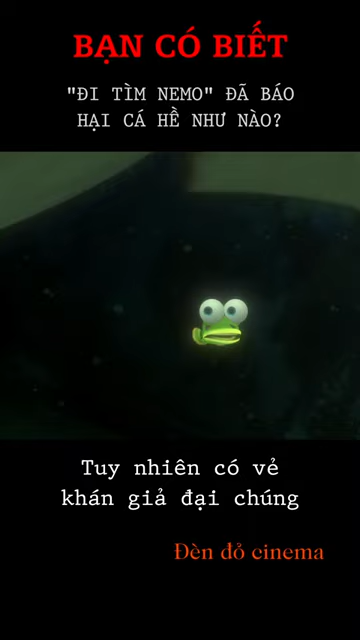 BẠN CÓ BIẾT
"ĐI TÌM NEMO" ĐÃ BÁO
HẠI CÁ HỀ NHƯ NÀO?
Tuy nhiên có vẻ
khán giả đại chúng
Đèn đỏ cinema